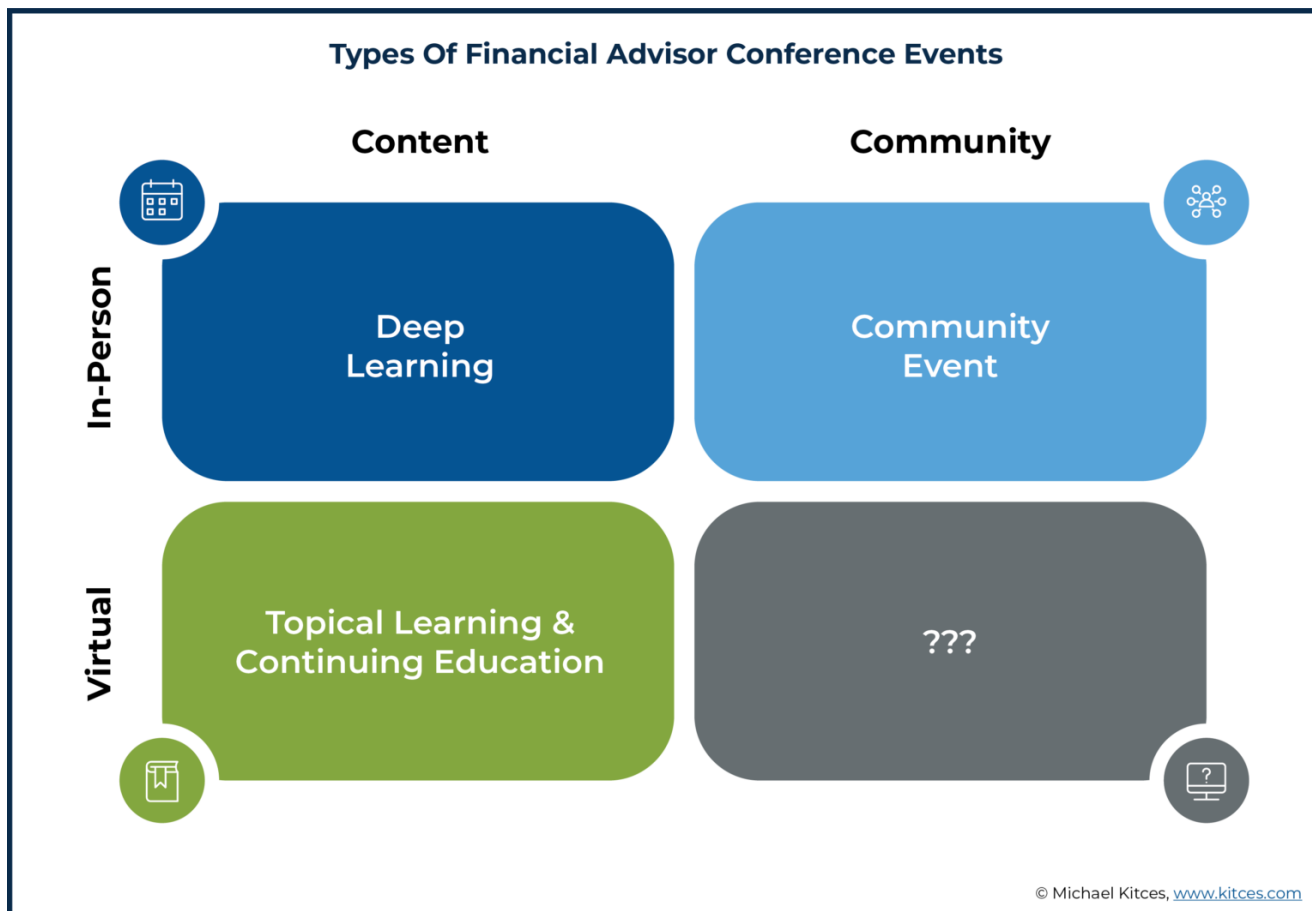 Types Of Financial Advisor Conference Events
Content
Community
In-Person
Deep
Learning
Community
Event
Virtual
Topical Learning &
Continuing Education
???
?
© Michael Kitces, www.kitces.com